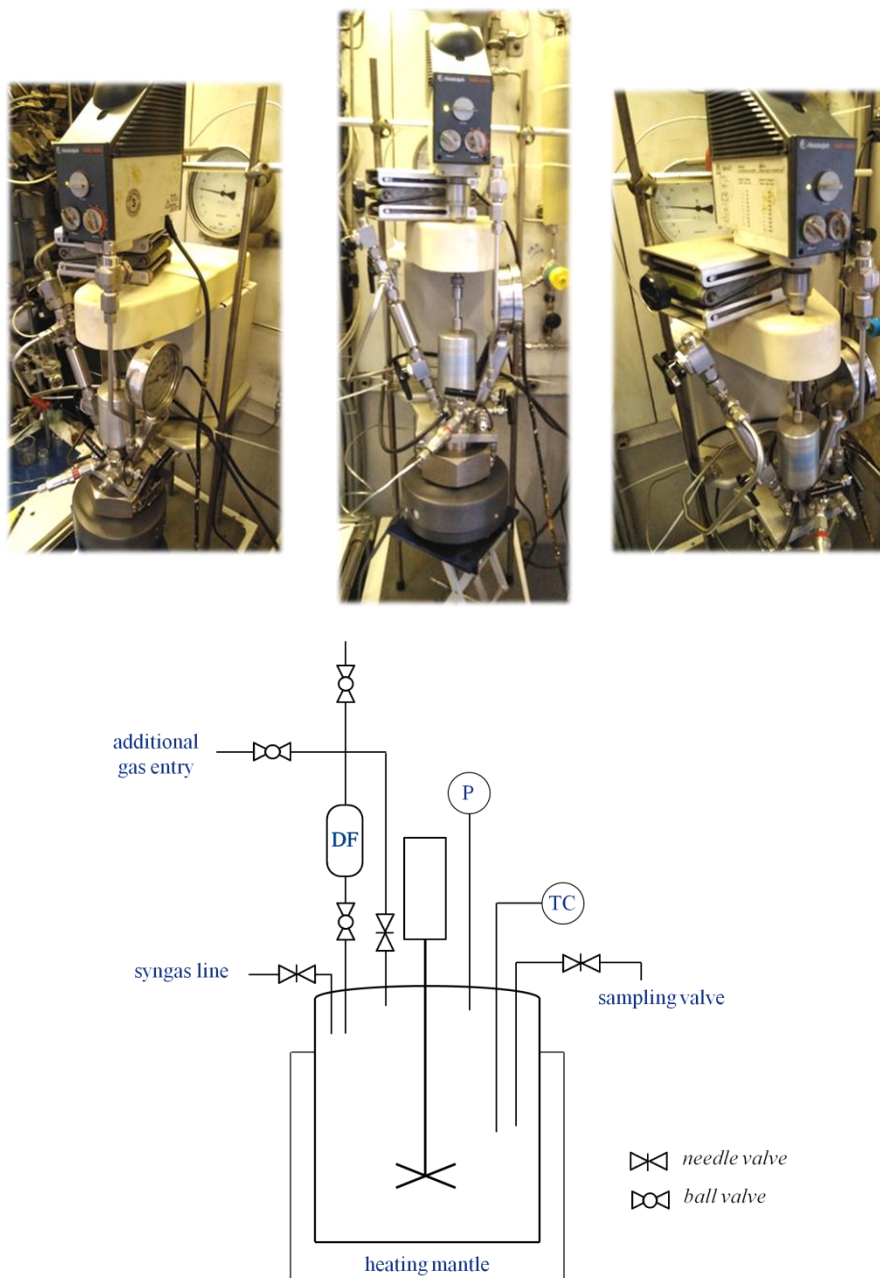 additional
gas entry
P
DF
TC
syngas line
sampling valve
needle valve
ball valve
heating mantle